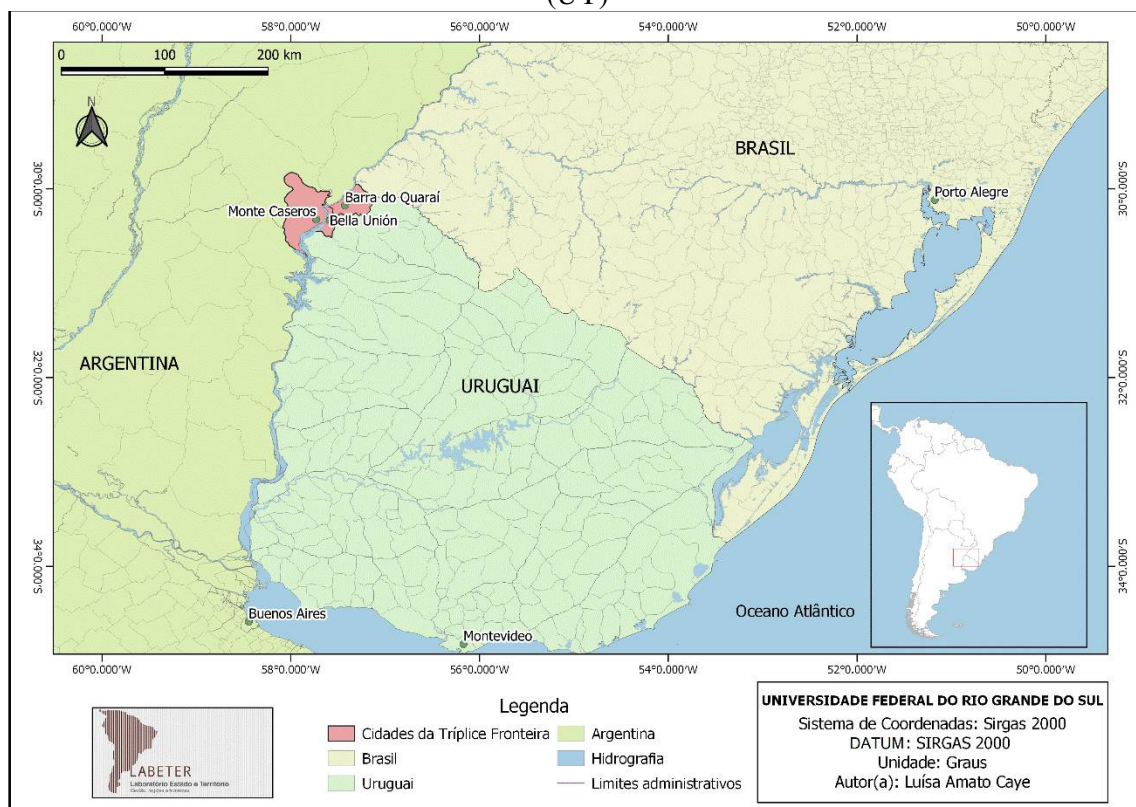 (UY)
60°0.000'W 58°0.000'W 56°0.000'W 54°0.000'W 52°0.000'W 50°0.000'W
0 100 200 km
N
BRASIL
30°0.000'S
30°0.000'S
Barra do Quaraí
Porto Alegre
Monte Caseros
Bella Unión
ARGENTINA
URUGUAI
32°0.000'S
32°0.000'S
34°0.000'S
34°0.000'S
Buenos Aires
Oceano Atlântico
Montevideo
60°0.000'W 58°0.000'W 56°0.000'W 54°0.000'W 52°0.000'W 50°0.000'W
LABETER
Laboratório Estado e Território
Legenda
Cidades da Tríplice Fronteira
Brasil
Uruguai
Argentina
Hidrografia
Limites administrativos
UNIVERSIDADE FEDERAL DO RIO GRANDE DO SUL
Sistema de Coordenadas: Sirgas 2000
DATUM: SIRGAS 2000
Unidade: Graus
Autor(a): Luísa Amato Caye